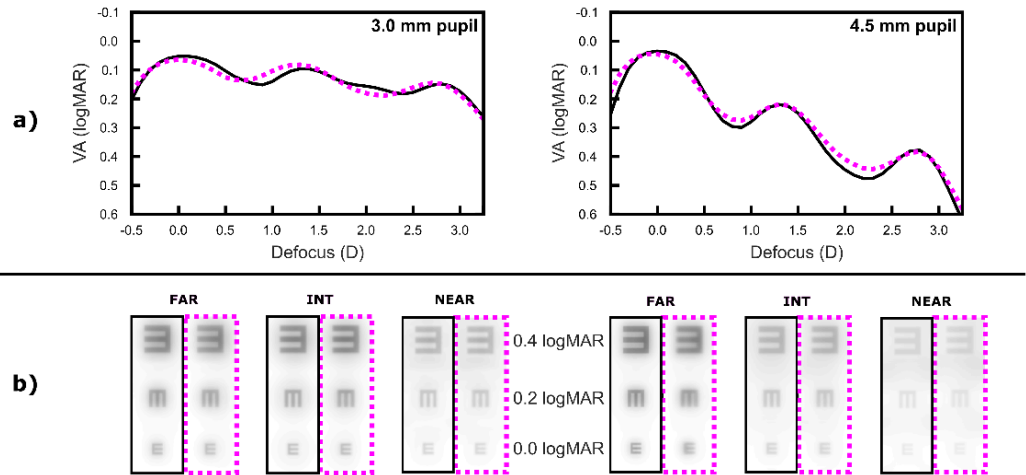 a)
3.0 mm pupil
VA (logMAR)
-0.1
0.0
0.1
0.2
0.3
0.4
0.5
0.6
-0.5 0.0 0.5 1.0 1.5 2.0 2.5 3.0
Defocus (D)
4.5 mm pupil
VA (logMAR)
-0.1
0.0
0.1
0.2
0.3
0.4
0.5
0.6
-0.5 0.0 0.5 1.0 1.5 2.0 2.5 3.0
Defocus (D)
b)
FAR INT NEAR FAR INT NEAR
0.4 logMAR
0.2 logMAR
0.0 logMAR